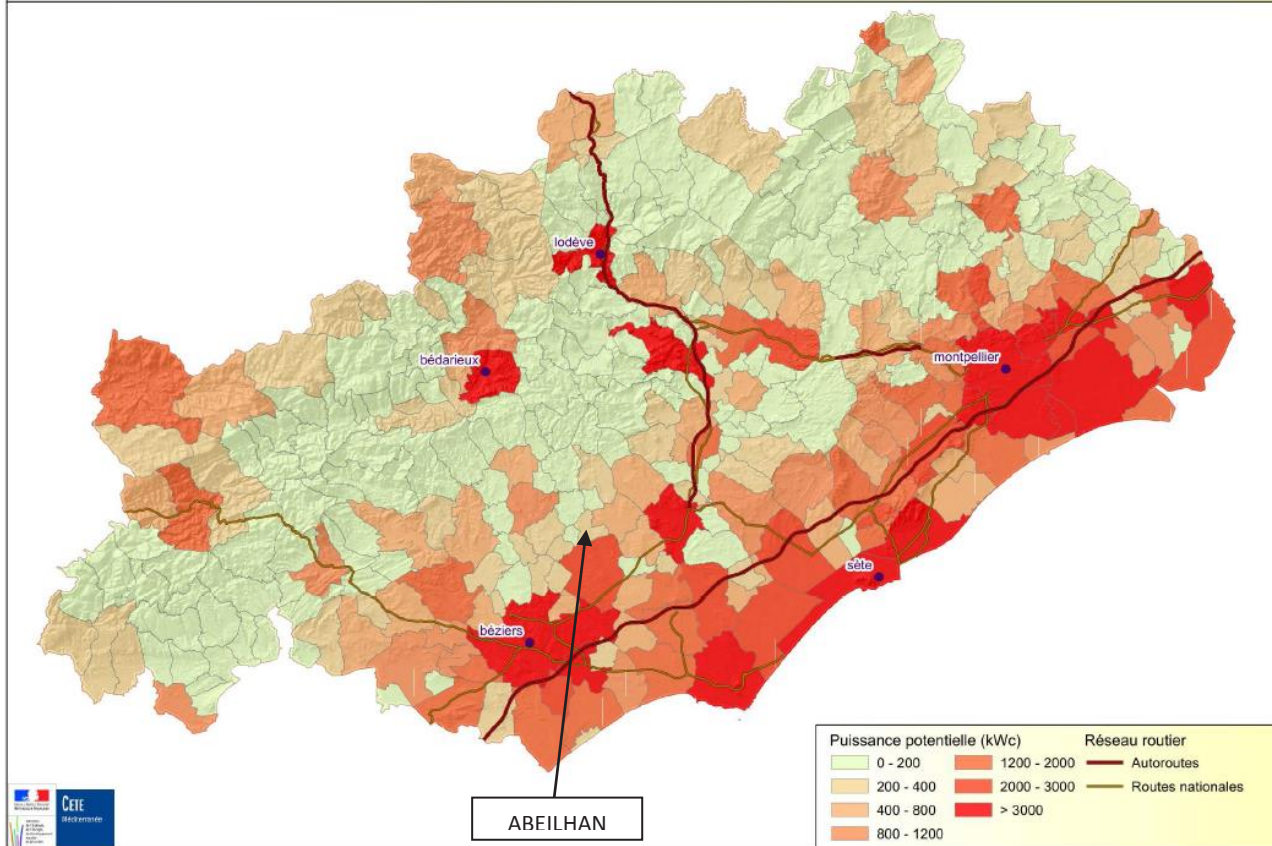 lodève
bédarieux
montpellier
sète
béziers
ABEILHAN
Puissance potentielle (kWc)
0 - 200
200 - 400
400 - 800
800 - 1200
1200 - 2000
2000 - 3000
> 3000
Réseau routier
Autoroutes
Routes nationales
CETE
Méditerranée